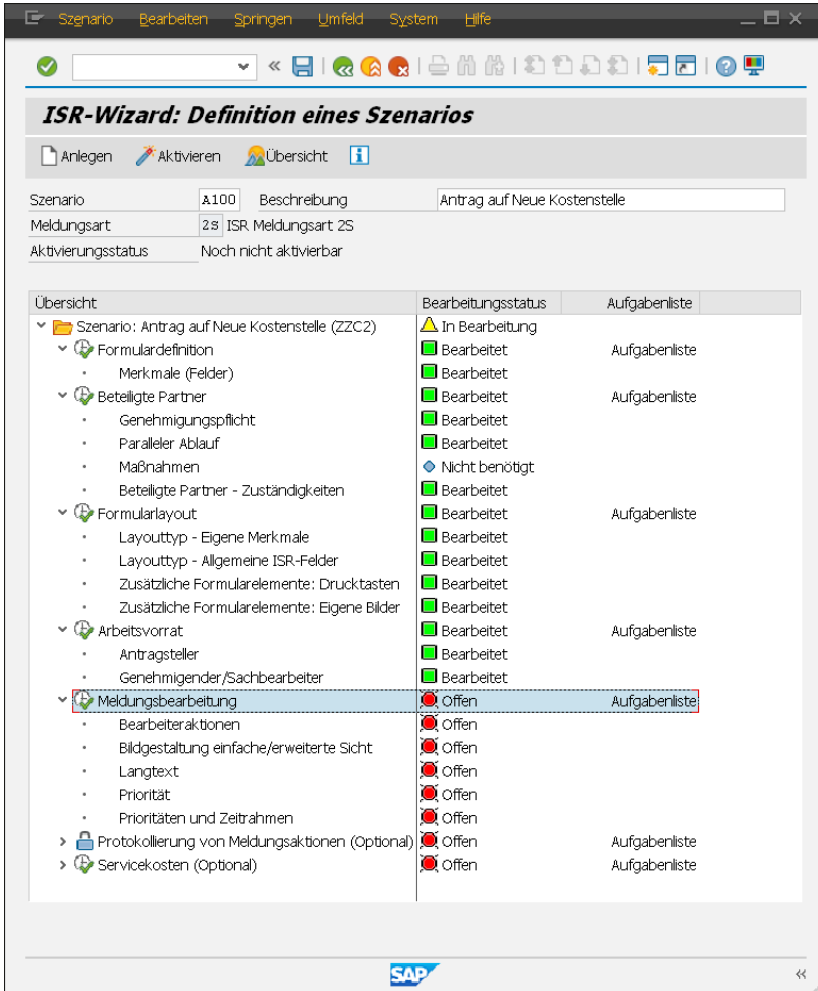 Szenario Bearbeiten Springen Umfeld System Hilfe
ISR-Wizard: Definition eines Szenarios
Anlegen Aktivieren Übersicht
Szenario A100 Beschreibung Antrag auf Neue Kostenstelle
Meldungsart 2S ISR Meldungsart 2S
Aktivierungsstatus Noch nicht aktivierbar
Übersicht Bearbeitungsstatus Aufgabenliste
Szenario: Antrag auf Neue Kostenstelle (ZZC2) In Bearbeitung
Formulardefinition Bearbeitet Aufgabenliste
Merkmale (Felder) Bearbeitet
Beteiligte Partner Bearbeitet Aufgabenliste
Genehmigungspflicht Bearbeitet
Paralleler Ablauf Bearbeitet
Maßnahmen Nicht benötigt
Beteiligte Partner - Zuständigkeiten Bearbeitet
Formularlayout Bearbeitet Aufgabenliste
Layouttyp - Eigene Merkmale Bearbeitet
Layouttyp - Allgemeine ISR-Felder Bearbeitet
Zusätzliche Formularelemente: Drucktasten Bearbeitet
Zusätzliche Formularelemente: Eigene Bilder Bearbeitet
Arbeitsvorrat Bearbeitet Aufgabenliste
Antragsteller Bearbeitet
Genehmigender/Sachbearbeiter Bearbeitet
Meldungsbearbeitung Offen Aufgabenliste
Bearbeiteraktionen Offen
Bildgestaltung einfache/erweiterte Sicht Offen
Langtext Offen
Priorität Offen
Prioritäten und Zeitrahmen Offen
Protokollierung von Meldungsaktionen (Optional) Offen Aufgabenliste
Servicekosten (Optional) Offen Aufgabenliste
SAP